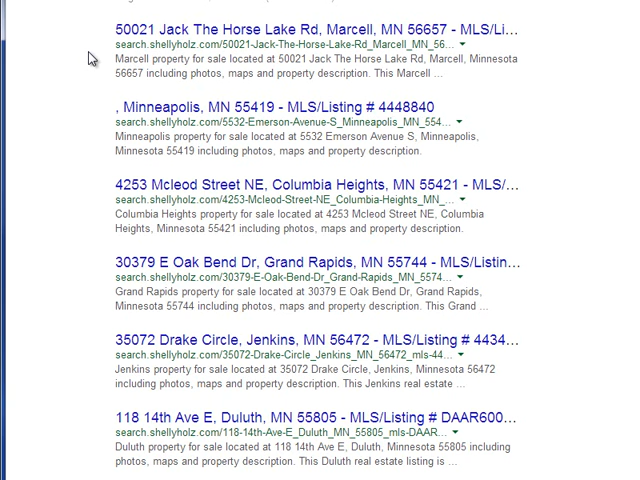 50021 Jack The Horse Lake Rd, Marcell, MN 56657 - MLS/Li...
search.shellyholz.com/50021-Jack-The-Horse-Lake-Rd_Marcell_MN_56...
Marcell property for sale located at 50021 Jack The Horse Lake Rd, Marcell, Minnesota
56657 including photos, maps and property description. This Marcell ...
, Minneapolis, MN 55419 - MLS/Listing # 4448840
search.shellyholz.com/5532-Emerson-Avenue-S_Minneapolis_MN_554...
Minneapolis property for sale located at 5532 Emerson Avenue S, Minneapolis,
Minnesota 55419 including photos, maps and property description.
4253 Mcleod Street NE, Columbia Heights, MN 55421 - MLS/...
search.shellyholz.com/4253-Mcleod-Street-NE_Columbia-Heights_MN_...
Columbia Heights property for sale located at 4253 Mcleod Street NE, Columbia
Heights, Minnesota 55421 including photos, maps and property description.
30379 E Oak Bend Dr, Grand Rapids, MN 55744 - MLS/Listin...
search.shellyholz.com/30379-E-Oak-Bend-Dr_Grand-Rapids_MN_5574...
Grand Rapids property for sale located at 30379 E Oak Bend Dr, Grand Rapids,
Minnesota 55744 including photos, maps and property description. This Grand ...
35072 Drake Circle, Jenkins, MN 56472 - MLS/Listing # 4434...
search.shellyholz.com/35072-Drake-Circle_Jenkins_MN_56472_mls-44...
Jenkins property for sale located at 35072 Drake Circle, Jenkins, Minnesota 56472
including photos, maps and property description. This Jenkins real estate ...
118 14th Ave E, Duluth, MN 55805 - MLS/Listing # DAAR600...
search.shellyholz.com/118-14th-Ave-E_Duluth_MN_55805_mls-DAAR...
Duluth property for sale located at 118 14th Ave E, Duluth, Minnesota 55805 including
photos, maps and property description. This Duluth real estate listing is ...